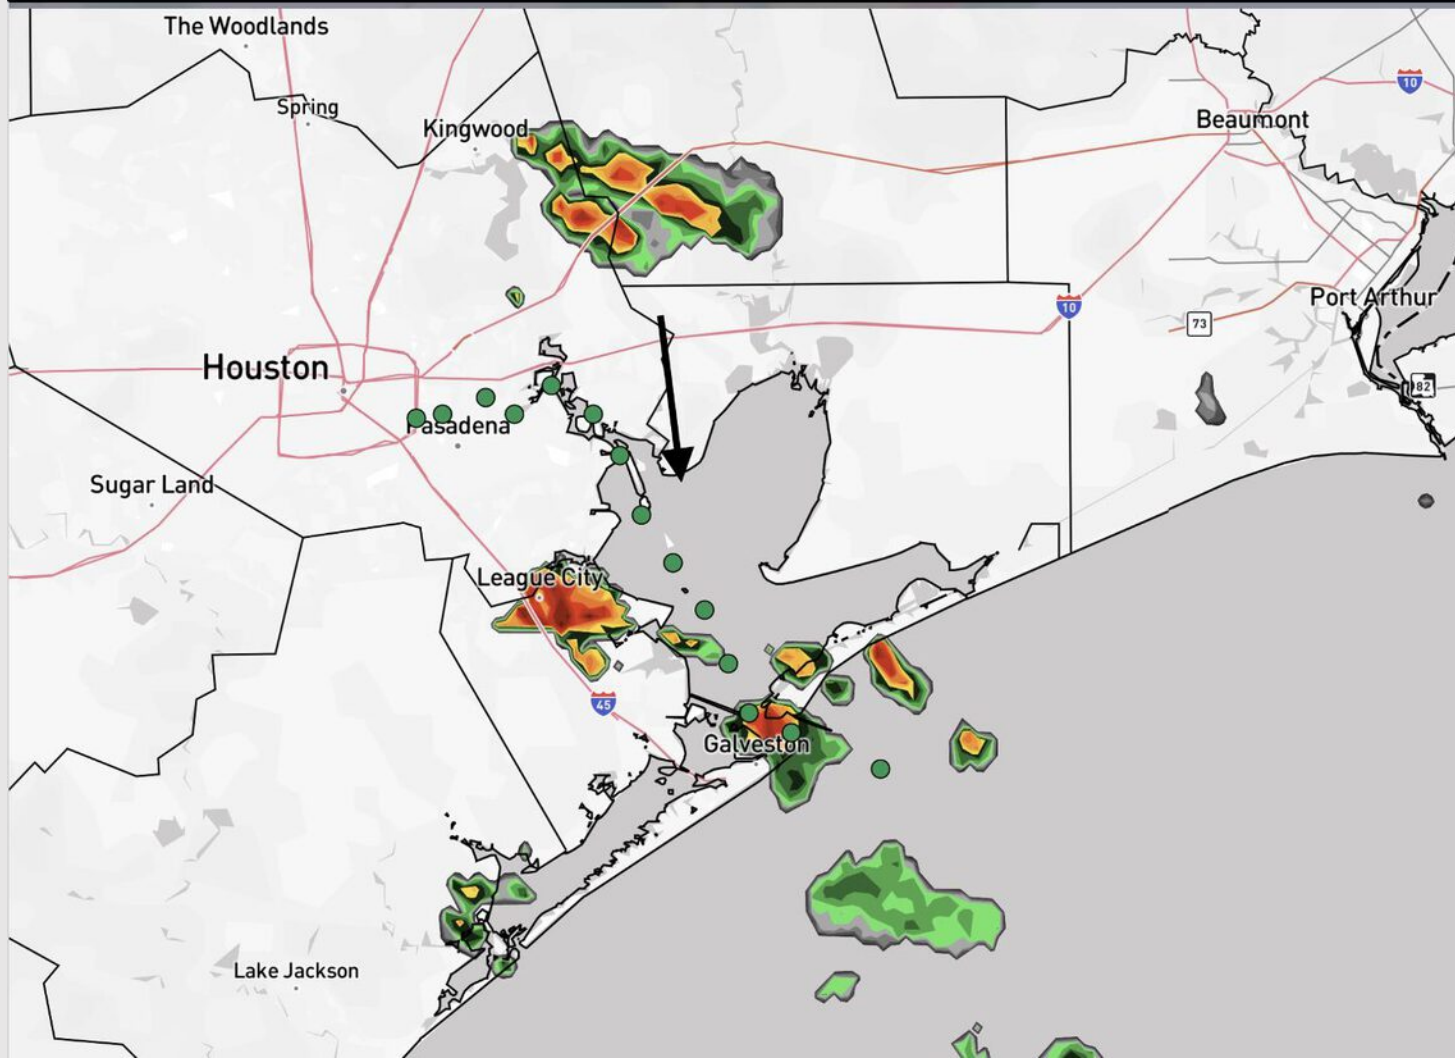 The Woodlands
10
Spring
Beaumont
Kingwood
Port Arthur
10
73
Houston
82
Pasadena
Sugar Land
League City
45
Galveston
Lake Jackson